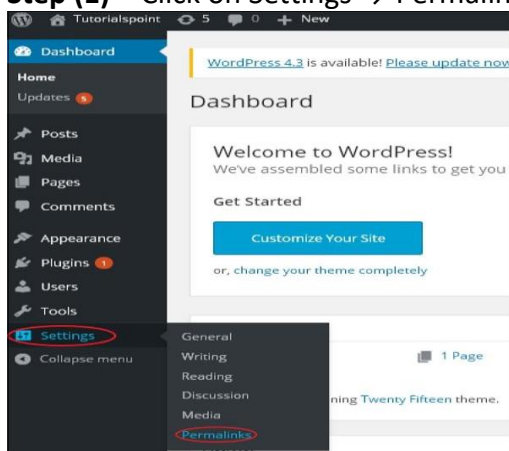 Step (2) − Click on Settings → Permalin
Tutorialspoint 5 0 + New
Dashboard
Home
Updates 5
Posts
Media
Pages
Comments
Appearance
Plugins 1
Users
Tools
Settings
Collapse menu
General
Writing
Reading
Discussion
Media
Permalinks
WordPress 4.3 is available! Please update now
Dashboard
Welcome to WordPress!
We've assembled some links to get you
Get Started
Customize Your Site
or, change your theme completely
1 Page
ning Twenty Fifteen theme.